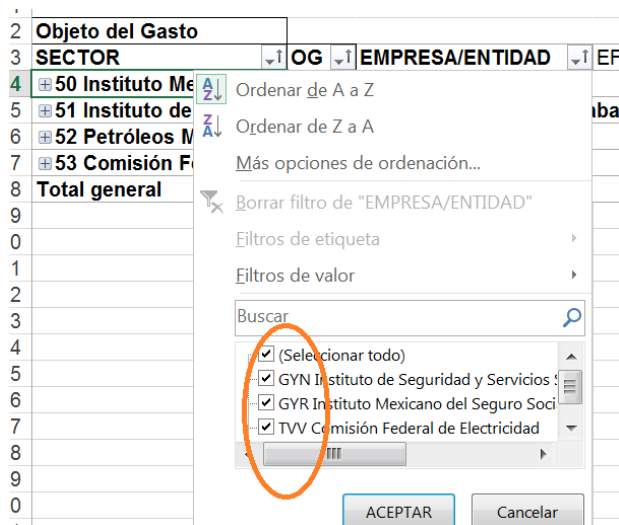 2 Objeto del Gasto
3 SECTOR OG EMPRESA/ENTIDAD EF
4 50 Instituto Me
5 51 Instituto de
6 52 Petróleos M
7 53 Comisión F
8 Total general
9
0
1
2
3
4
5
6
7
8
9
0
Ordenar de A a Z
Ordenar de Z a A
Más opciones de ordenación...
Borrar filtro de "EMPRESA/ENTIDAD"
Filtros de etiqueta
Filtros de valor
Buscar
(Seleccionar todo)
GYN Instituto de Seguridad y Servicios
GYR Instituto Mexicano del Seguro Soci
TVV Comisión Federal de Electricidad
ACEPTAR Cancelar